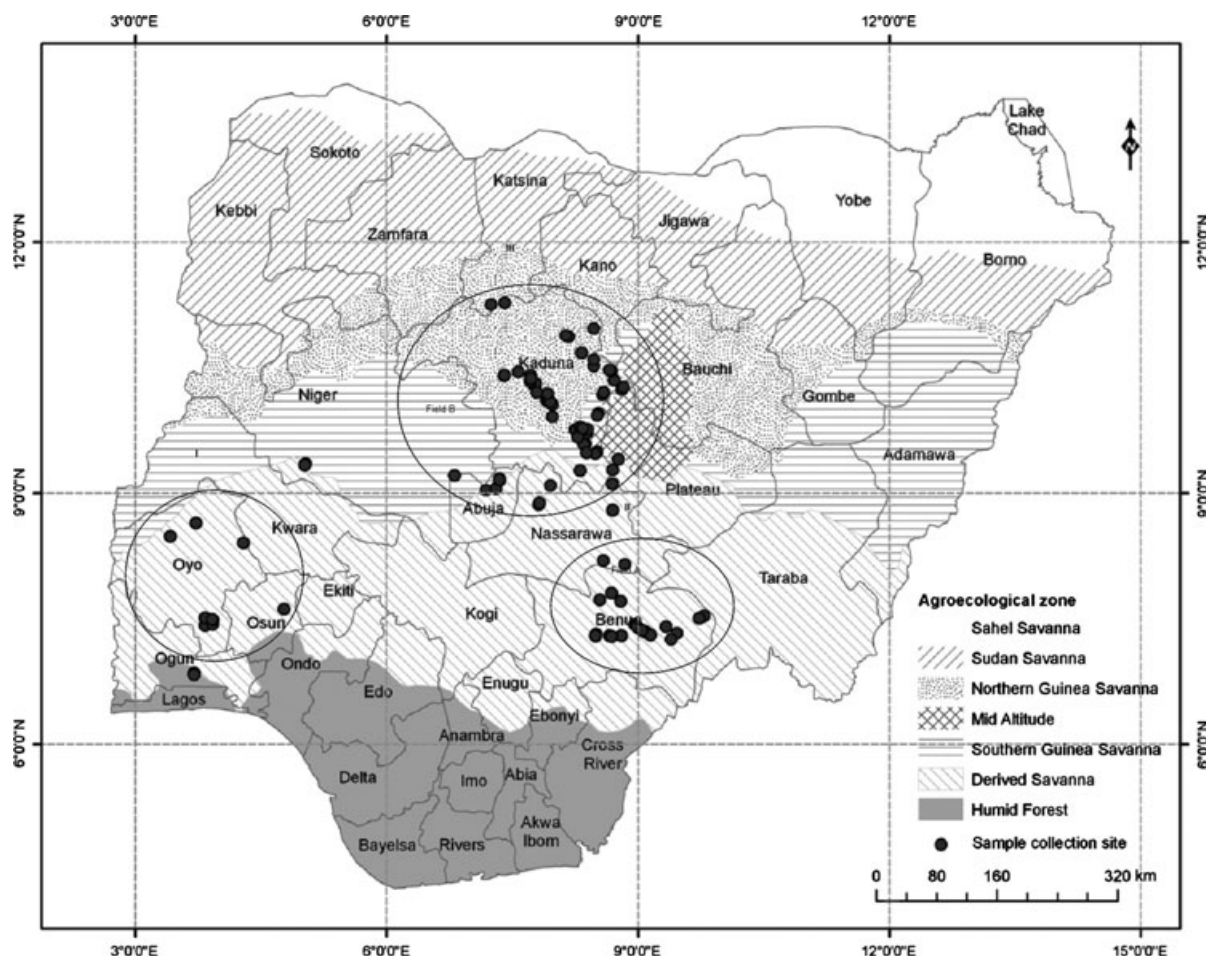 3°0'0"E 6°0'0"E 9°0'0"E 12°0'0"E
Lake
Chad
N
Sokoto
Katsina
Kebbi
Yobe
Zamfara
Jigawa
12°0'0"N 12°0'0"N
III
Kano
Borno
Kaduna
Bauchi
Niger
Gombe
Field B
I
Adamawa
Plateau
9°0'0"N 9°0'0"N
Abuja
Kwara
II
Nassarawa
Oyo
Taraba
Ekiti
Kogi
Osun
Benue
Ogun
Ondo
Enugu
Lagos
Edo
Ebonyi
Anambra
Cross
River
6°0'0"N 6°0'0"N
Delta
Imo
Abia
Akwa
Ibom
Bayelsa
Rivers
Agroecological zone
Sahel Savanna
Sudan Savanna
Northern Guinea Savanna
Mid Altitude
Southern Guinea Savanna
Derived Savanna
Humid Forest
Sample collection site
0 80 160 320 km
3°0'0"E 6°0'0"E 9°0'0"E 12°0'0"E 15°0'0"E